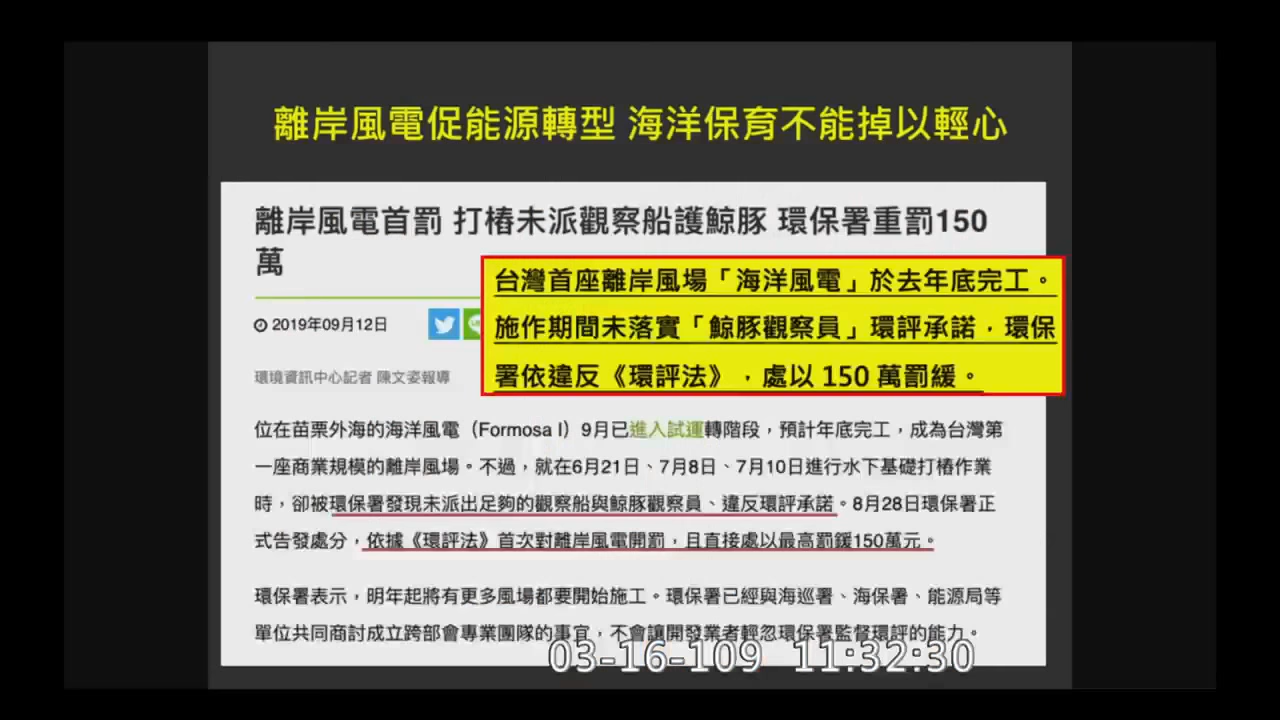 離岸風電促能源轉型 海洋保育不能掉以輕心
離岸風電首罰 打樁未派觀察船護鯨豚 環保署重罰150
萬
台灣首座離岸風場「海洋風電」於去年底完工。
施作期間未落實「鯨豚觀察員」環評承諾，環保
署依違反《環評法》，處以 150 萬罰緩。
2019年09月12日
環境資訊中心記者 陳文姿報導
位在苗栗外海的海洋風電（Formosa I）9月已進入試運轉階段，預計年底完工，成為台灣第
一座商業規模的離岸風場。不過，就在6月21日、7月8日、7月10日進行水下基礎打樁作業
時，卻被環保署發現未派出足夠的觀察船與鯨豚觀察員、違反環評承諾。8月28日環保署正
式告發處分，依據《環評法》首次對離岸風電開罰，且直接處以最高罰鍰150萬元。
環保署表示，明年起將有更多風場都要開始施工。環保署已經與海巡署、海保署、能源局等
單位共同商討成立跨部會專業團隊的事宜，不會讓開發業者輕忽環保署監督環評的能力。
03-16-109 11:32:30